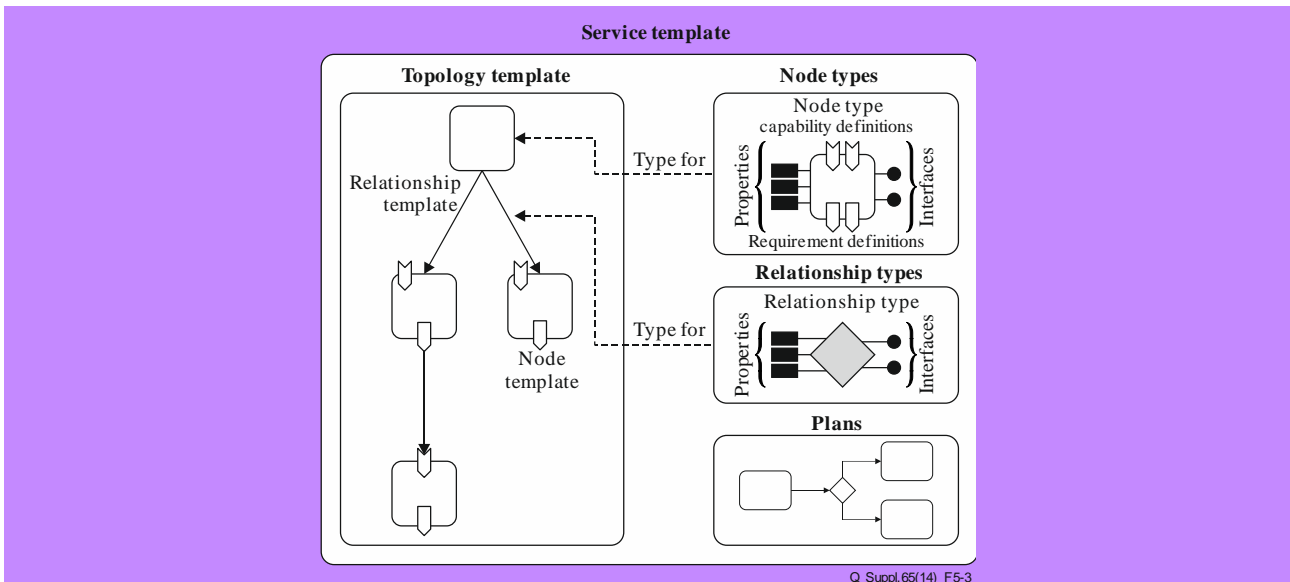 Service template
Topology template
Relationship
template
Node
template
Type for
Type for
Node types
Node type
capability definitions
Properties
Interfaces
Requirement definitions
Relationship types
Relationship type
Properties
Interfaces
Plans
Q Suppl.65(14)_F5-3